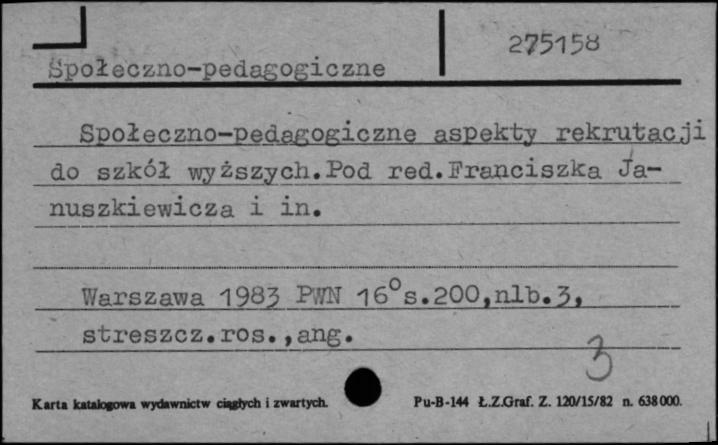 275158
Społeczno-pedagogiczne
Społeczno-pedagogiczne aspekty rekrutacji
do szkół wyższych.Pod red.Franciszka Ja-
nuszkiewicza i in.
Warszawa 1983 PWN 16°s.200,nlb.3,
streszcz.ros.,ang.
3
Karta katalogowa wydawnictw ciągłych i zwartych.
Pu-B-144 Ł.Z.Graf. Z. 120/15/82 n. 638000.